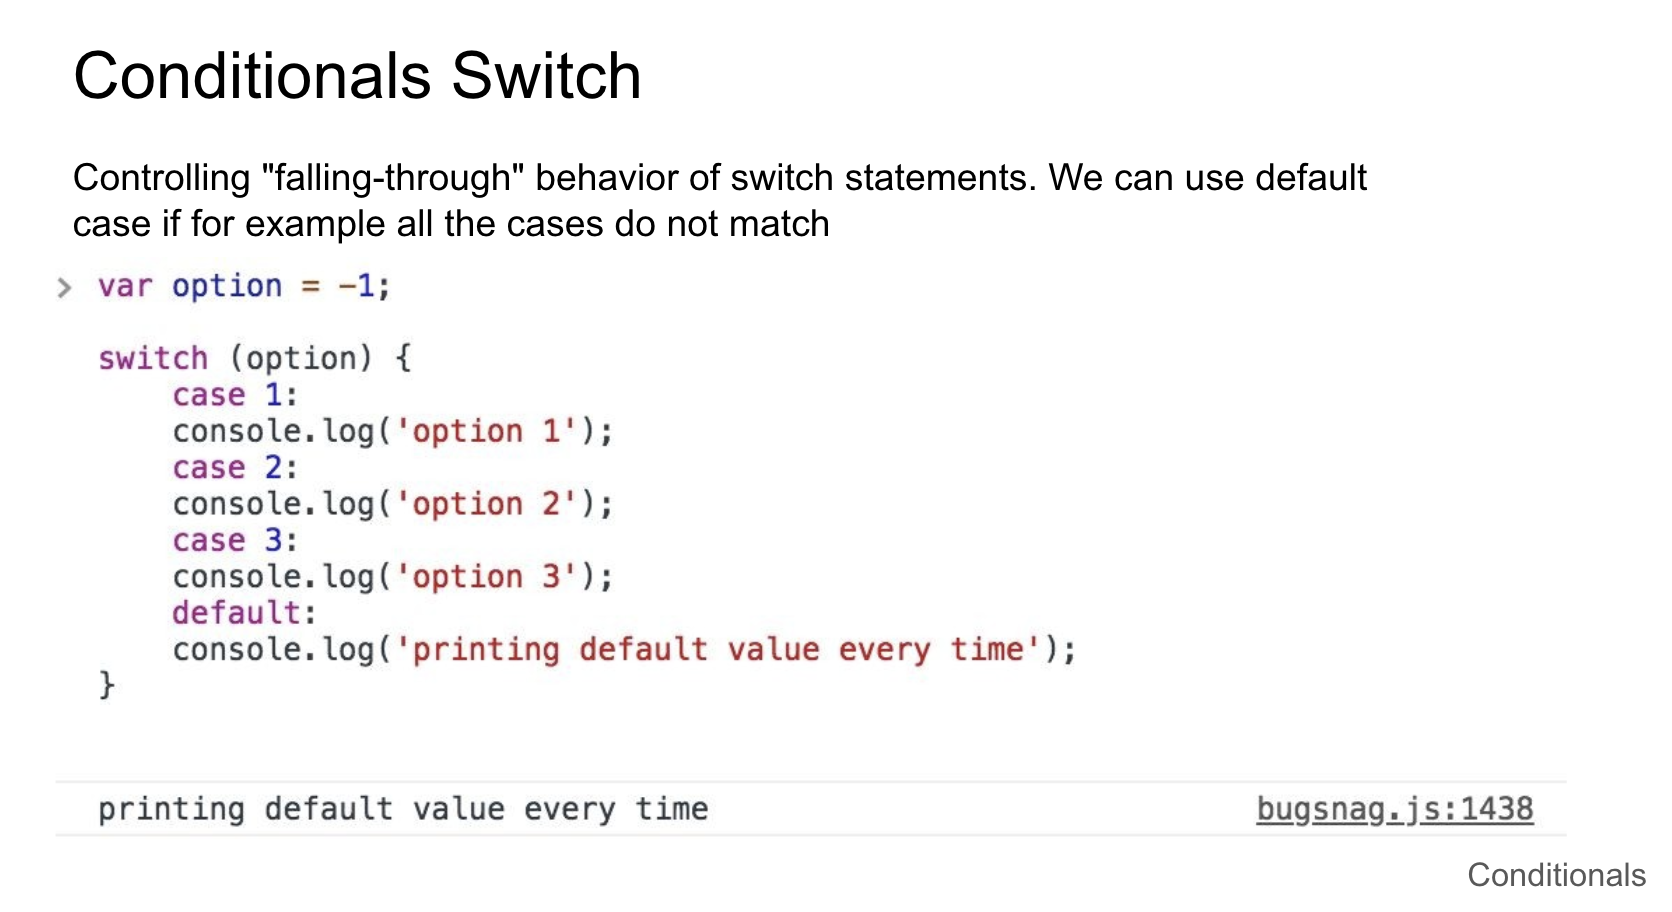 Conditionals Switch
Controlling "falling-through" behavior of switch statements. We can use default
case if for example all the cases do not match
> var option = -1;
switch (option) {
case 1:
console.log('option 1');
case 2:
console.log('option 2');
case 3:
console.log('option 3');
default:
console.log('printing default value every time');
}
printing default value every time bugsnag.js:1438
Conditionals